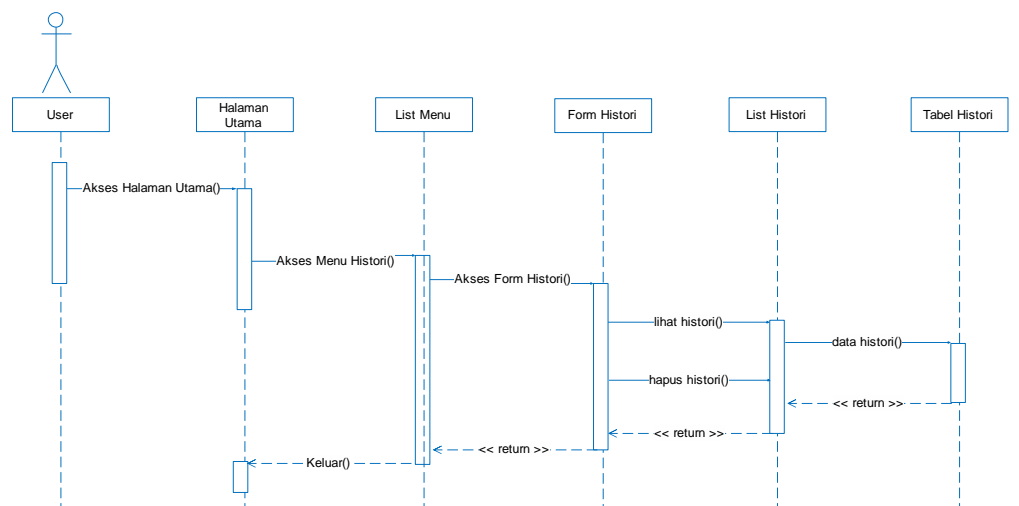 User
Halaman
Utama
List Menu
Form Histori
List Histori
Tabel Histori
Akses Halaman Utama()
Akses Menu Histori()
Akses Form Histori()
lihat histori()
data histori()
hapus histori()
<< return >>
<< return >>
<< return >>
Keluar()